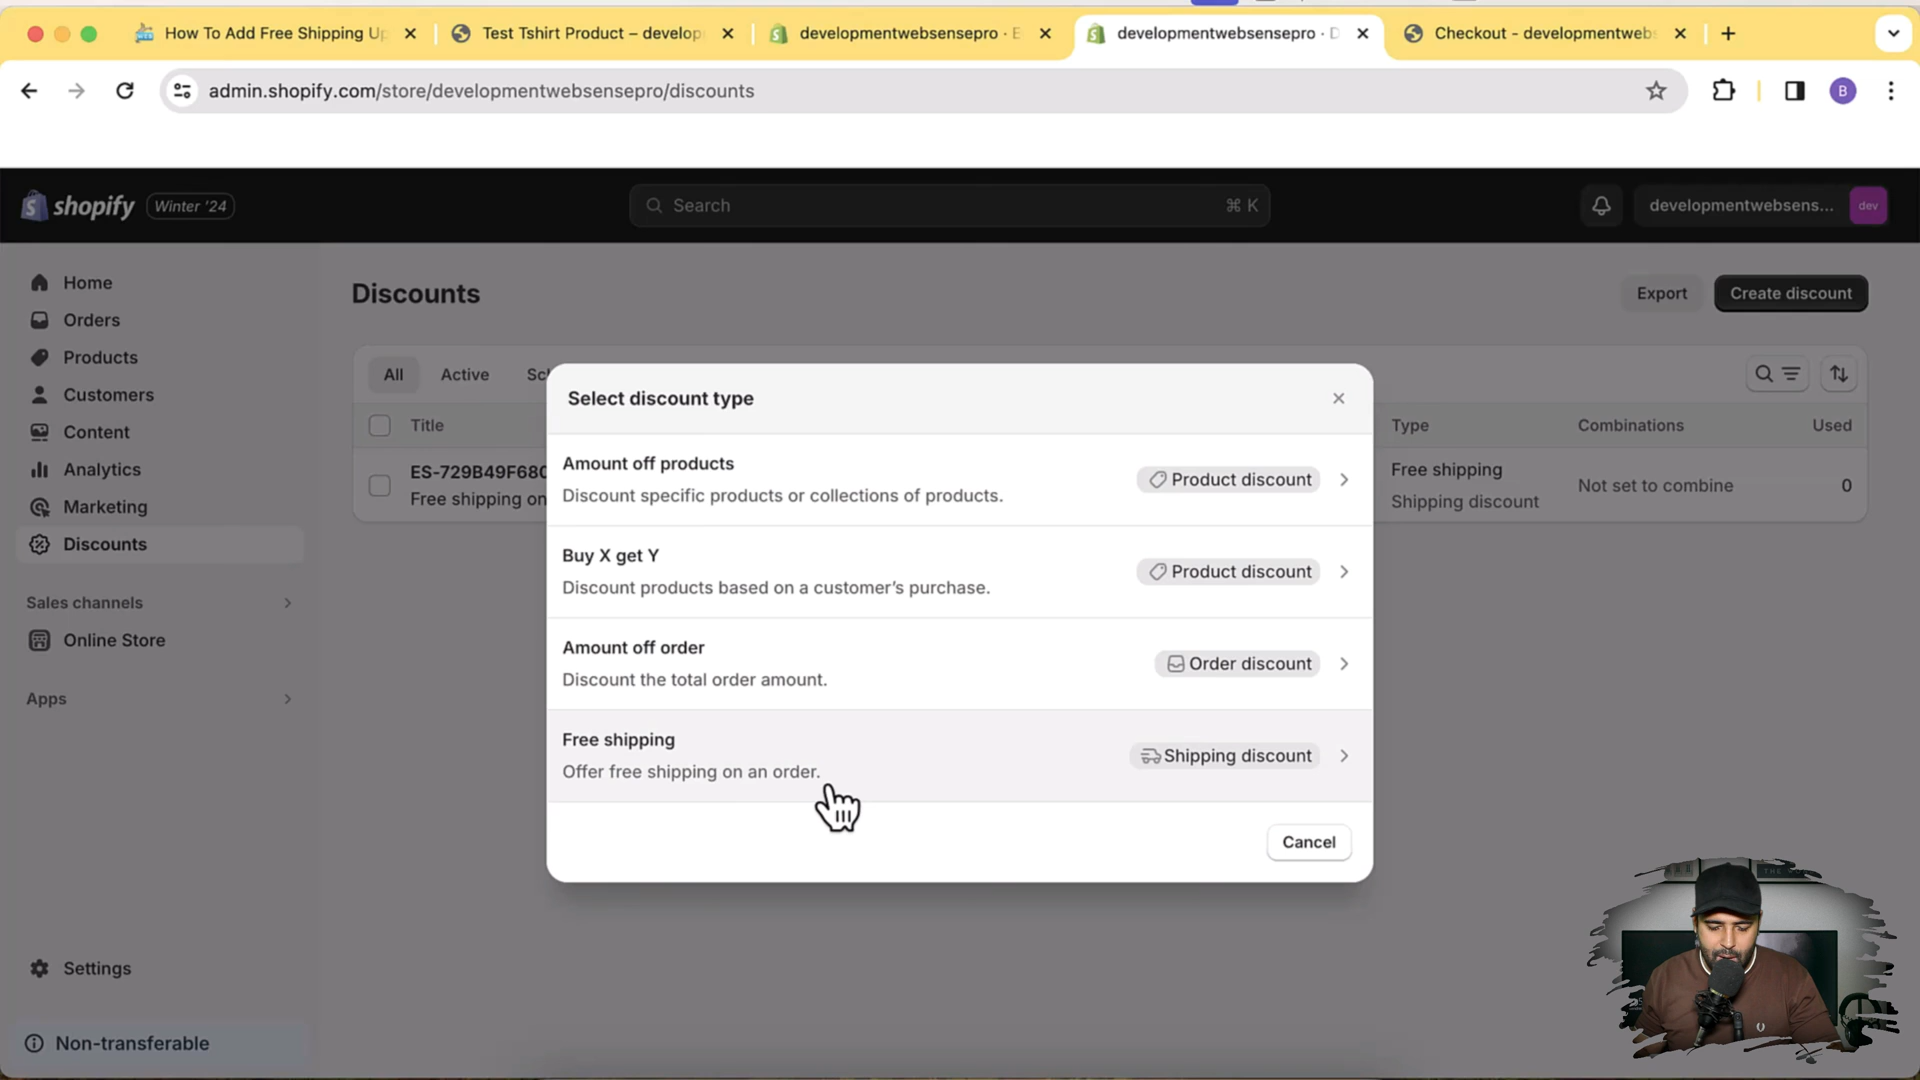 How To Add Free Shipping Up
Test Tshirt Product – develop
developmentwebsensepro · E
developmentwebsensepro · D
Checkout - developmentwebs
admin.shopify.com/store/developmentwebsensepro/discounts
B
shopify
Winter '24
Search
⌘ K
developmentwebsens...
dev
Home
Orders
Products
Customers
Content
Analytics
Marketing
Discounts
Sales channels
Online Store
Apps
Settings
Non-transferable
Discounts
Export
Create discount
All
Active
Title
Type
Combinations
Used
ES-729B49F680
Free shipping on
Free shipping
Shipping discount
Not set to combine
0
Select discount type
Amount off products
Discount specific products or collections of products.
Product discount
Buy X get Y
Discount products based on a customer's purchase.
Product discount
Amount off order
Discount the total order amount.
Order discount
Free shipping
Offer free shipping on an order.
Shipping discount
Cancel